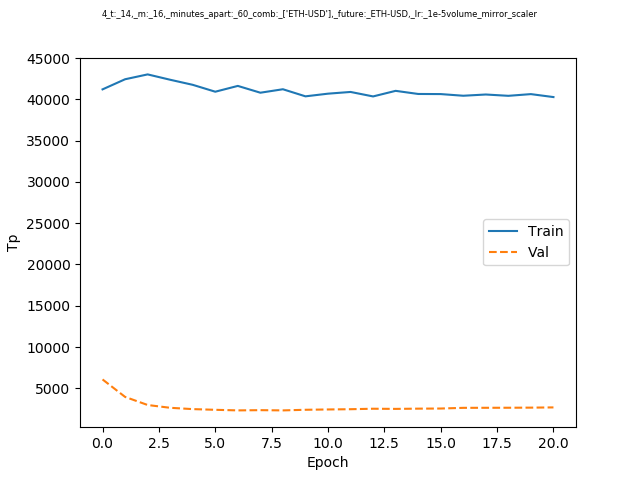 4_t:_14,_m:_16,_minutes_apart:_60_comb:_['ETH-USD'],_future:_ETH-USD,_lr:_1e-5volume_mirror_scaler
45000
40000
35000
30000
25000
20000
15000
10000
5000
Tp
Train
Val
0.0 2.5 5.0 7.5 10.0 12.5 15.0 17.5 20.0
Epoch